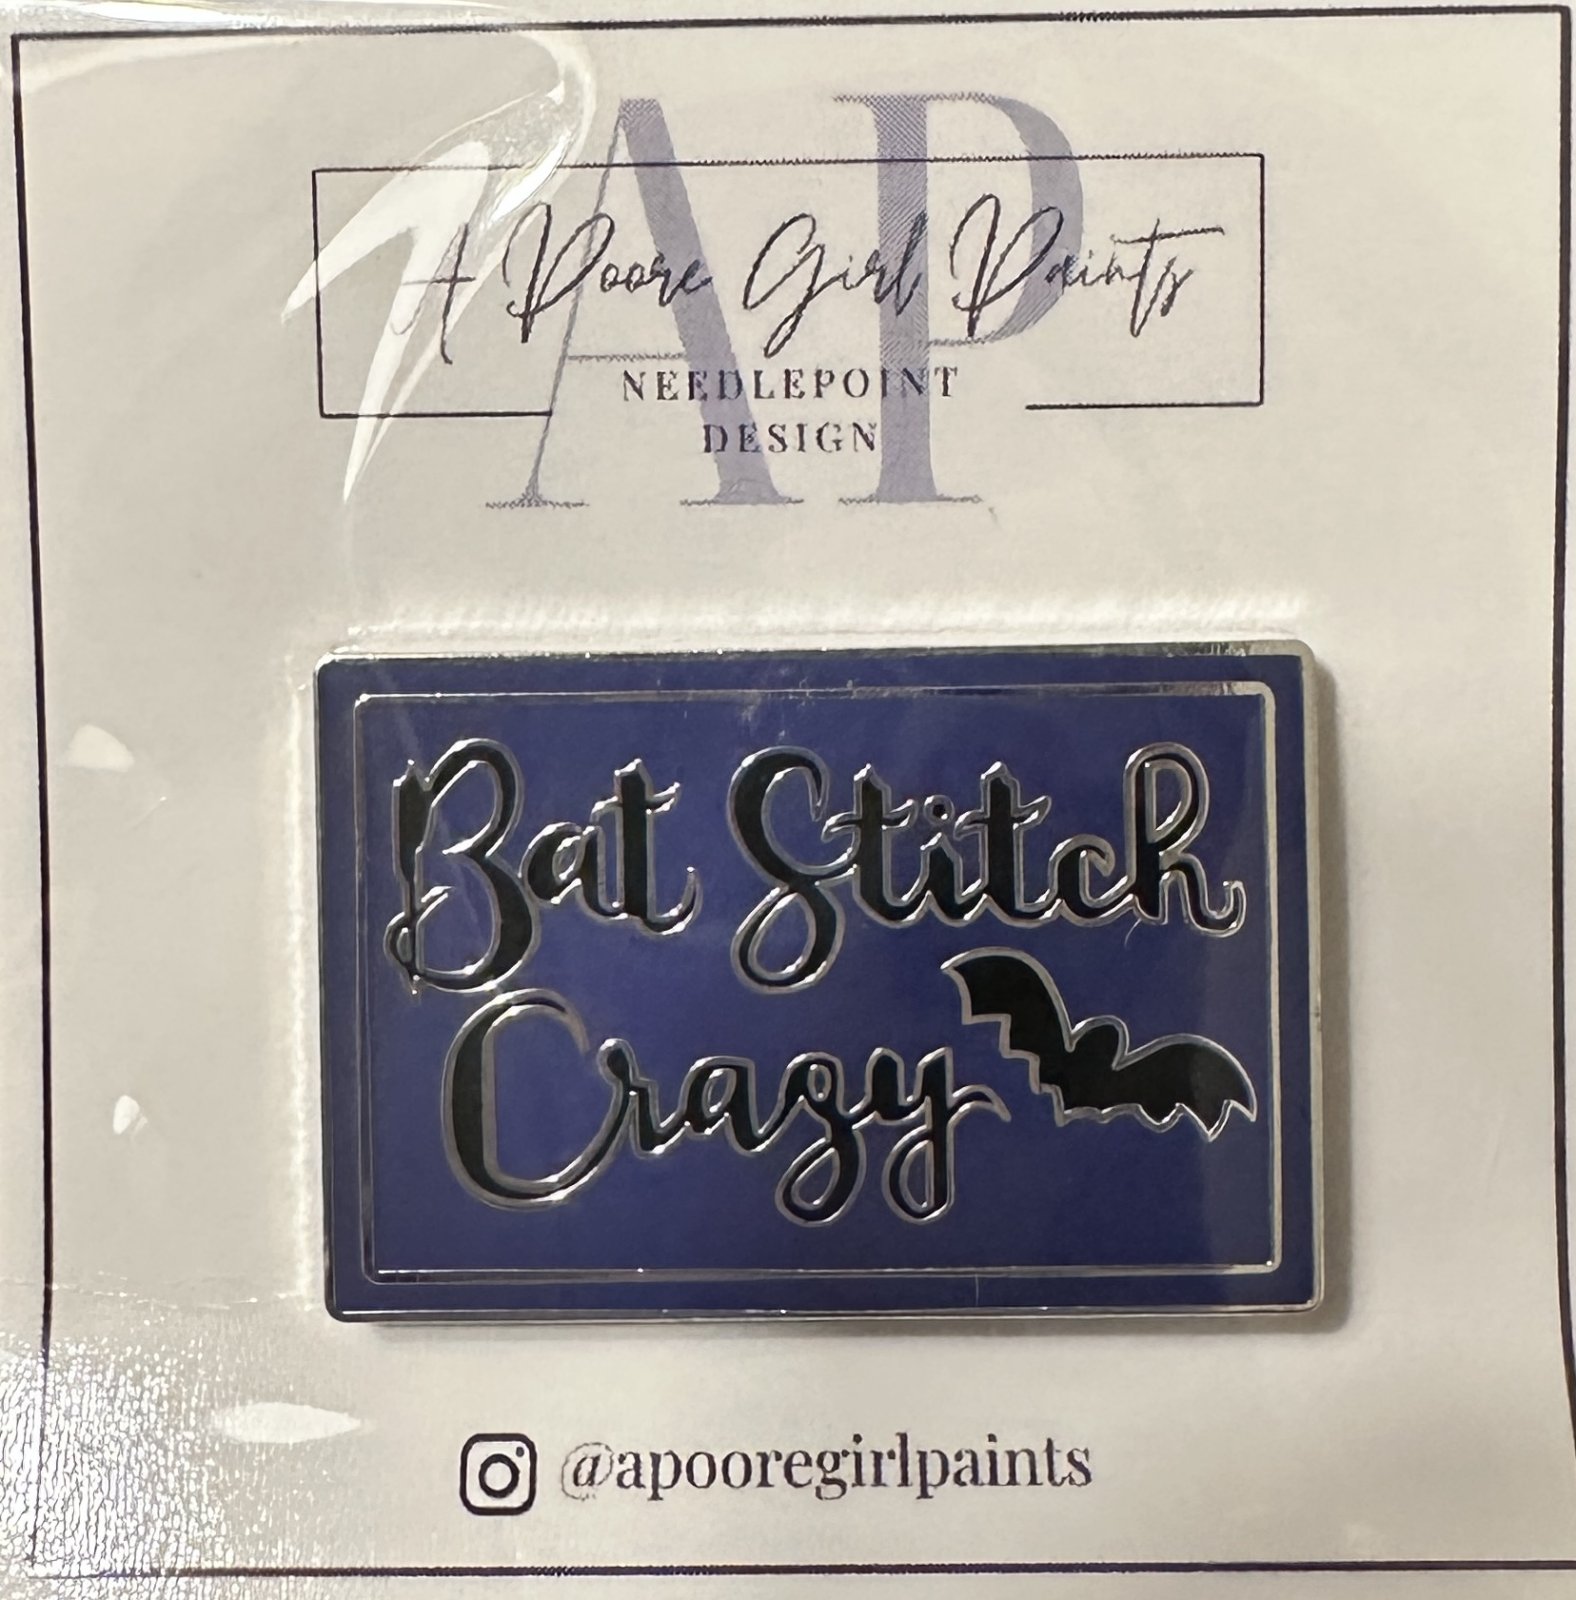 AP
A Poore Girl Paints
NEEDLEPOINT
DESIGN
Bat Stitch
Crazy
@apooregirlpaints